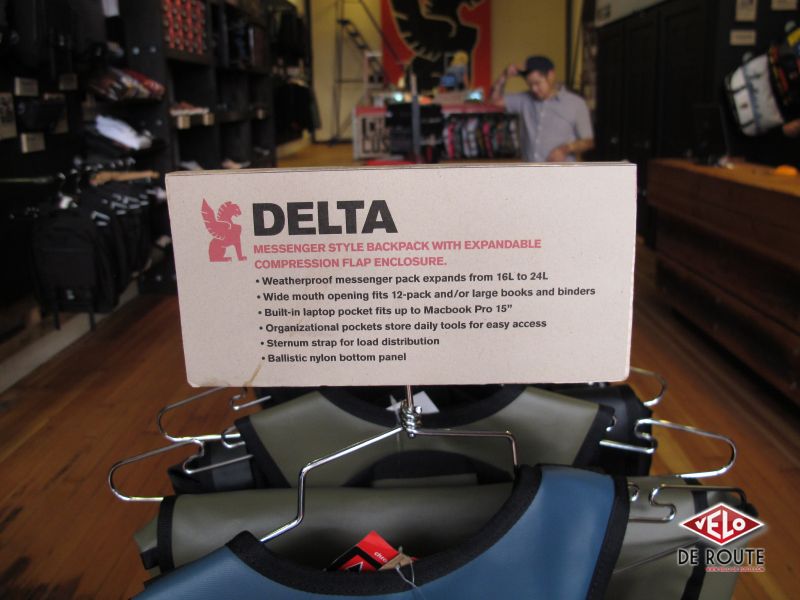 DELTA
MESSENGER STYLE BACKPACK WITH EXPANDABLE
COMPRESSION FLAP ENCLOSURE.
• Weatherproof messenger pack expands from 16L to 24L
• Wide mouth opening fits 12-pack and/or large books and binders
• Built-in laptop pocket fits up to Macbook Pro 15"
• Organizational pockets store daily tools for easy access
• Sternum strap for load distribution
• Ballistic nylon bottom panel
VELO
DE ROUTE